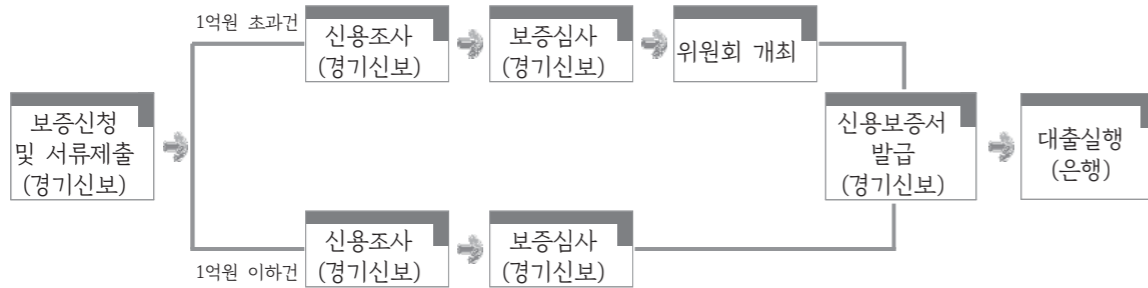 1억원 초과건
신용조사
(경기신보)
보증심사
(경기신보)
위원회 개최
보증신청
및 서류제출
(경기신보)
신용보증서
발급
(경기신보)
대출실행
(은행)
신용조사
(경기신보)
보증심사
(경기신보)
1억원 이하건